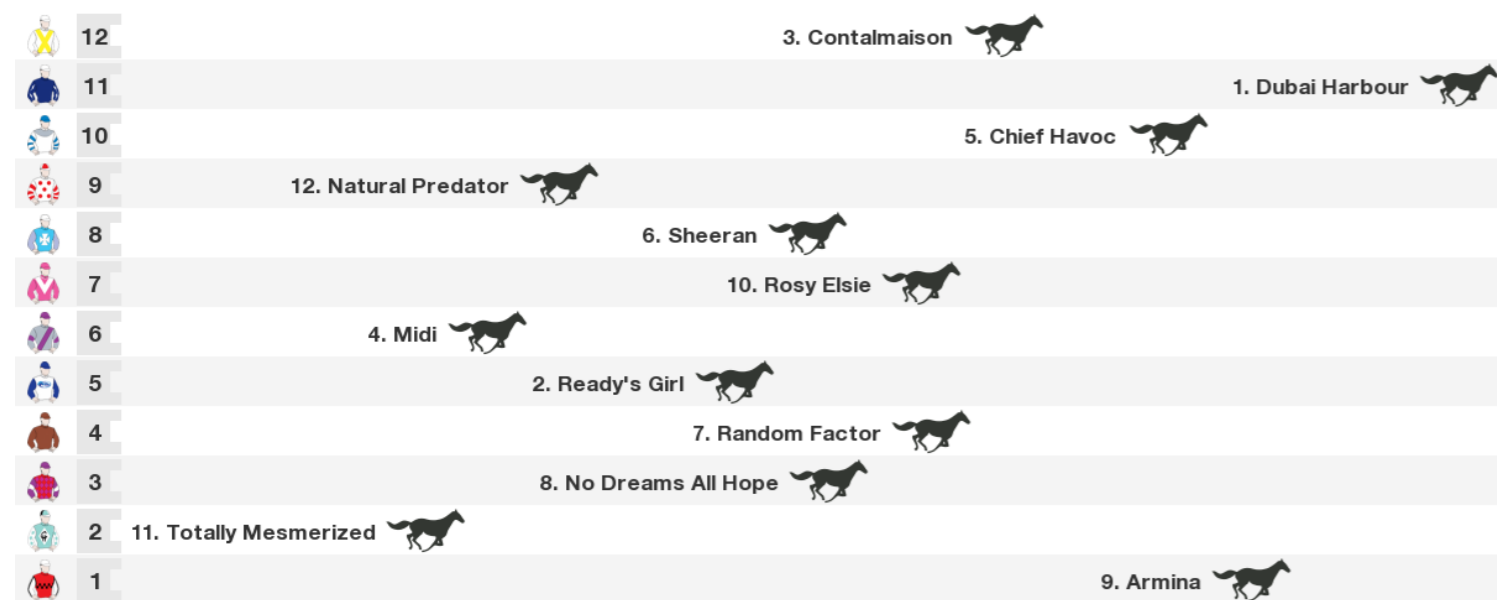 12 3. Contalmaison
11 1. Dubai Harbour
10 5. Chief Havoc
9 12. Natural Predator
8 6. Sheeran
7 10. Rosy Elsie
6 4. Midi
5 2. Ready's Girl
4 7. Random Factor
3 8. No Dreams All Hope
2 11. Totally Mesmerized
1 9. Armina